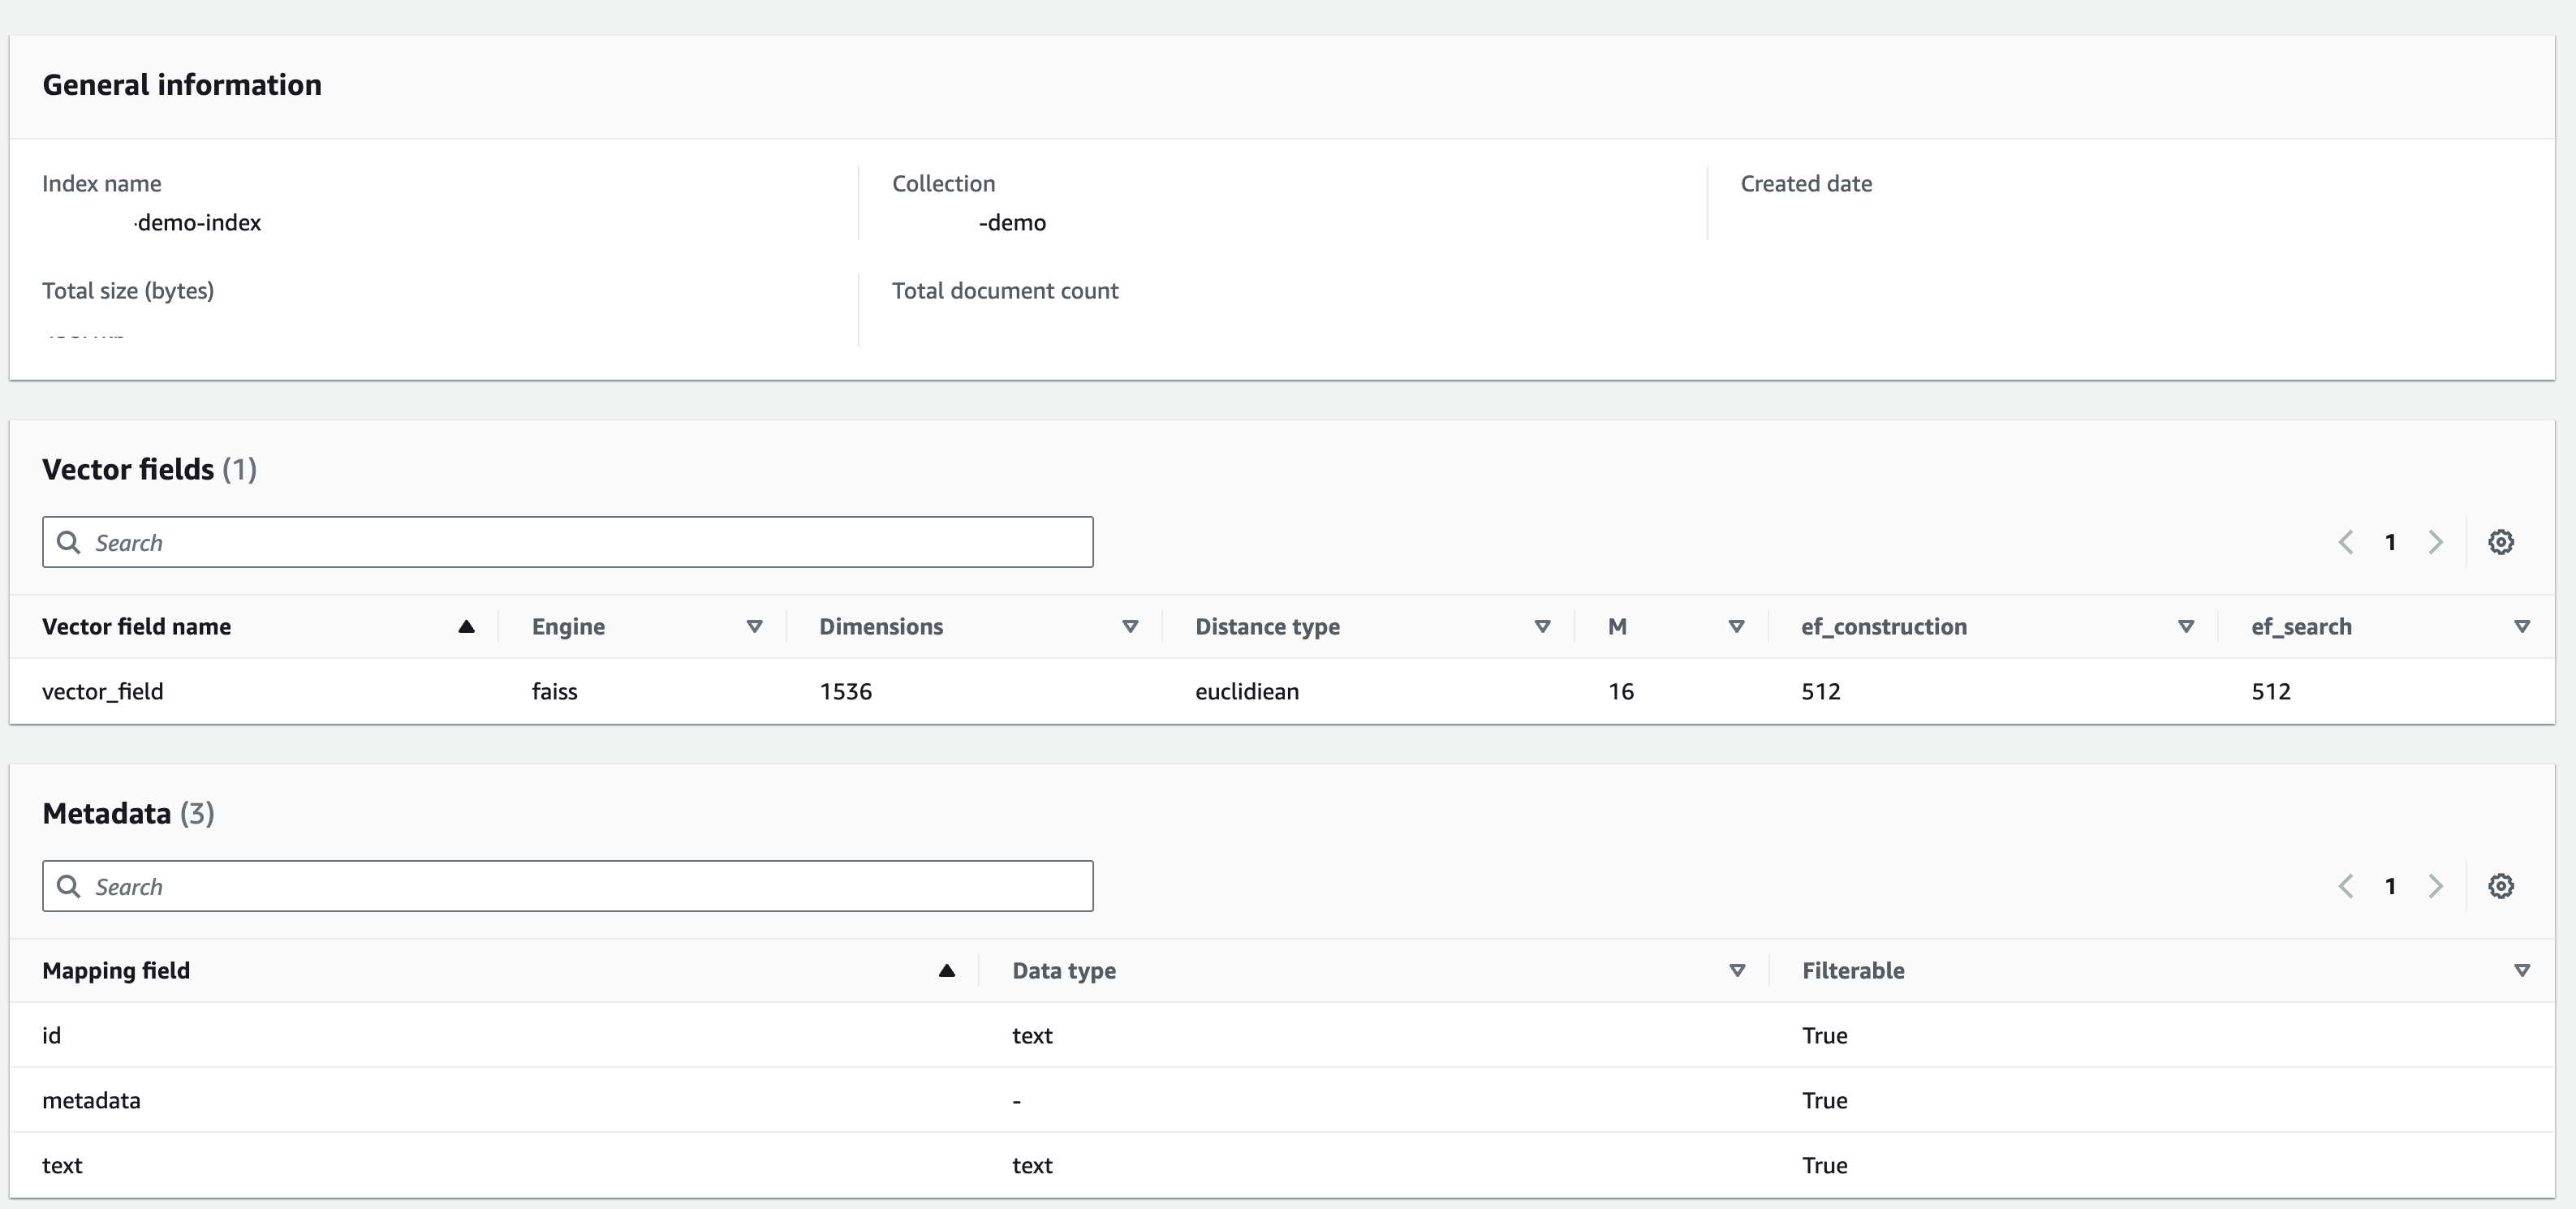 General information
Index name Collection Created date
demo-index -demo
Total size (bytes) Total document count
Vector fields (1)
Search 1
Vector field name Engine Dimensions Distance type M ef_construction ef_search
vector_field faiss 1536 euclidiean 16 512 512
Metadata (3)
Search 1
Mapping field Data type Filterable
id text True
metadata - True
text text True